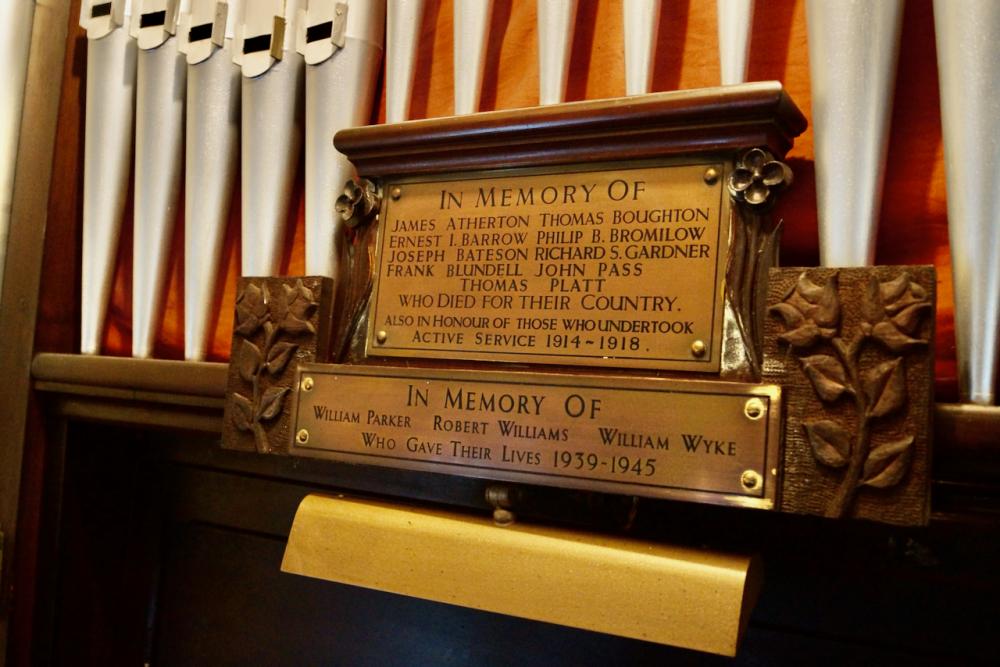 IN MEMORY OF
JAMES ATHERTON THOMAS BOUGHTON
ERNEST I. BARROW PHILIP B. BROMILOW
JOSEPH BATESON RICHARD S. GARDNER
FRANK BLUNDELL JOHN PASS
THOMAS PLATT
WHO DIED FOR THEIR COUNTRY.
ALSO IN HONOUR OF THOSE WHO UNDERTOOK
ACTIVE SERVICE 1914~1918.
IN MEMORY OF
WILLIAM PARKER ROBERT WILLIAMS WILLIAM WYKE
WHO GAVE THEIR LIVES 1939-1945